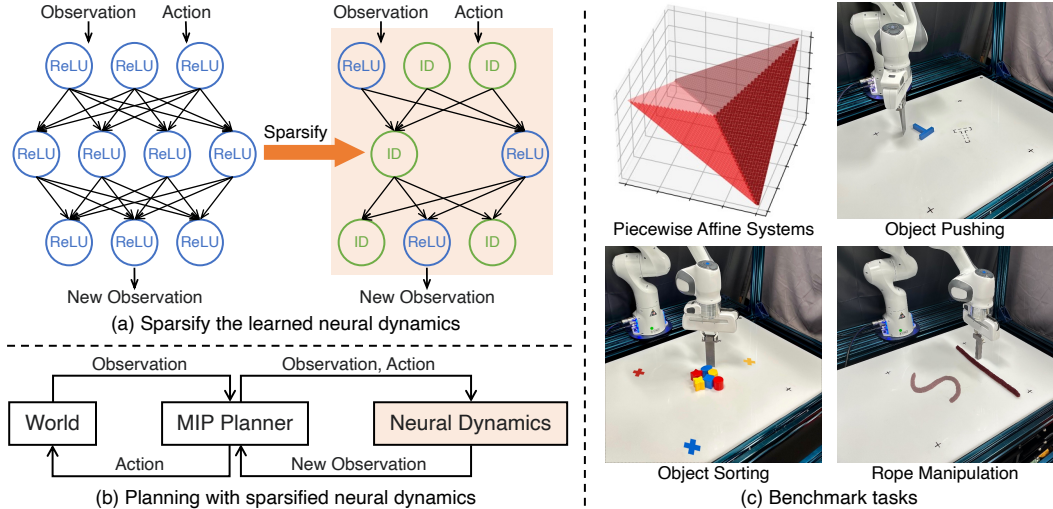 Observation Action
ReLU ReLU ReLU
ReLU ReLU ReLU ReLU
ReLU ReLU ReLU
New Observation
Sparsify
Observation Action
ReLU ID ID
ID ReLU
ID ReLU ID
New Observation
(a) Sparsify the learned neural dynamics
Observation
Observation, Action
World
MIP Planner
Neural Dynamics
Action
New Observation
(b) Planning with sparsified neural dynamics
Piecewise Affine Systems
Object Pushing
Object Sorting
Rope Manipulation
(c) Benchmark tasks